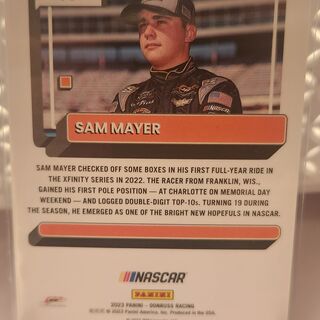 SAM MAYER
SAM MAYER CHECKED OFF SOME BOXES IN HIS FIRST FULL-YEAR RIDE IN
THE XFINITY SERIES IN 2022. THE RACER FROM FRANKLIN, WIS.,
GAINED HIS FIRST POLE POSITION — AT CHARLOTTE ON MEMORIAL DAY
WEEKEND — AND LOGGED DOUBLE-DIGIT TOP-10s. TURNING 19 DURING
THE SEASON, HE EMERGED AS ONE OF THE BRIGHT NEW HOPEFULS IN NASCAR.
NASCAR
PANINI
2023 PANINI - DONRUSS RACING
© 2023 Panini America, Inc. Produced in the USA.